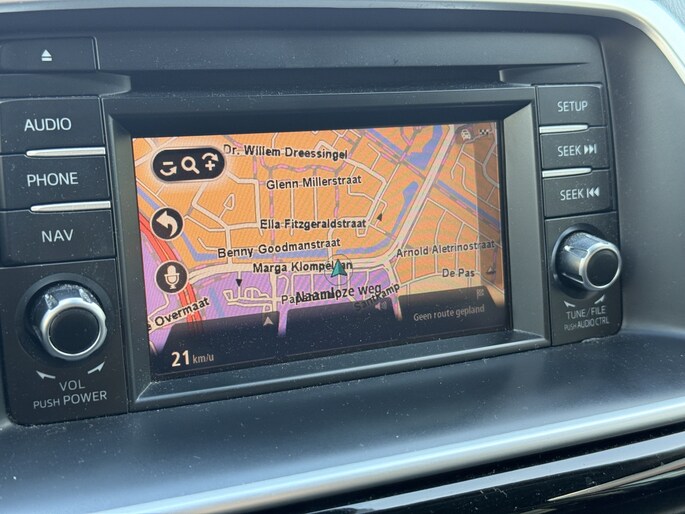 AUDIO
PHONE
NAV
VOL
PUSH POWER
SETUP
SEEK
SEEK
TUNE/FILE
PUSH AUDIO CTRL
Dr. Willem Dreessingel
Glenn Millerstraat
Ella Fitzgeraldstraat
Benny Goodmanstraat
Arnold Aletrinostraat
Marga Klompelaan
De Pas
Naamloze weg
e Overmaat
Geen route gepland
21 km/u